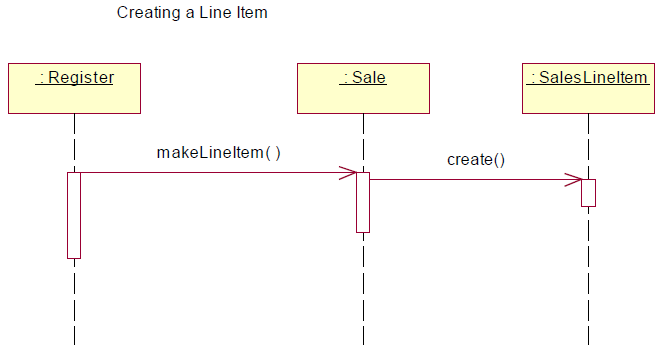 Creating a Line Item
: Register
: Sale
: SalesLineItem
makeLineItem( )
create()